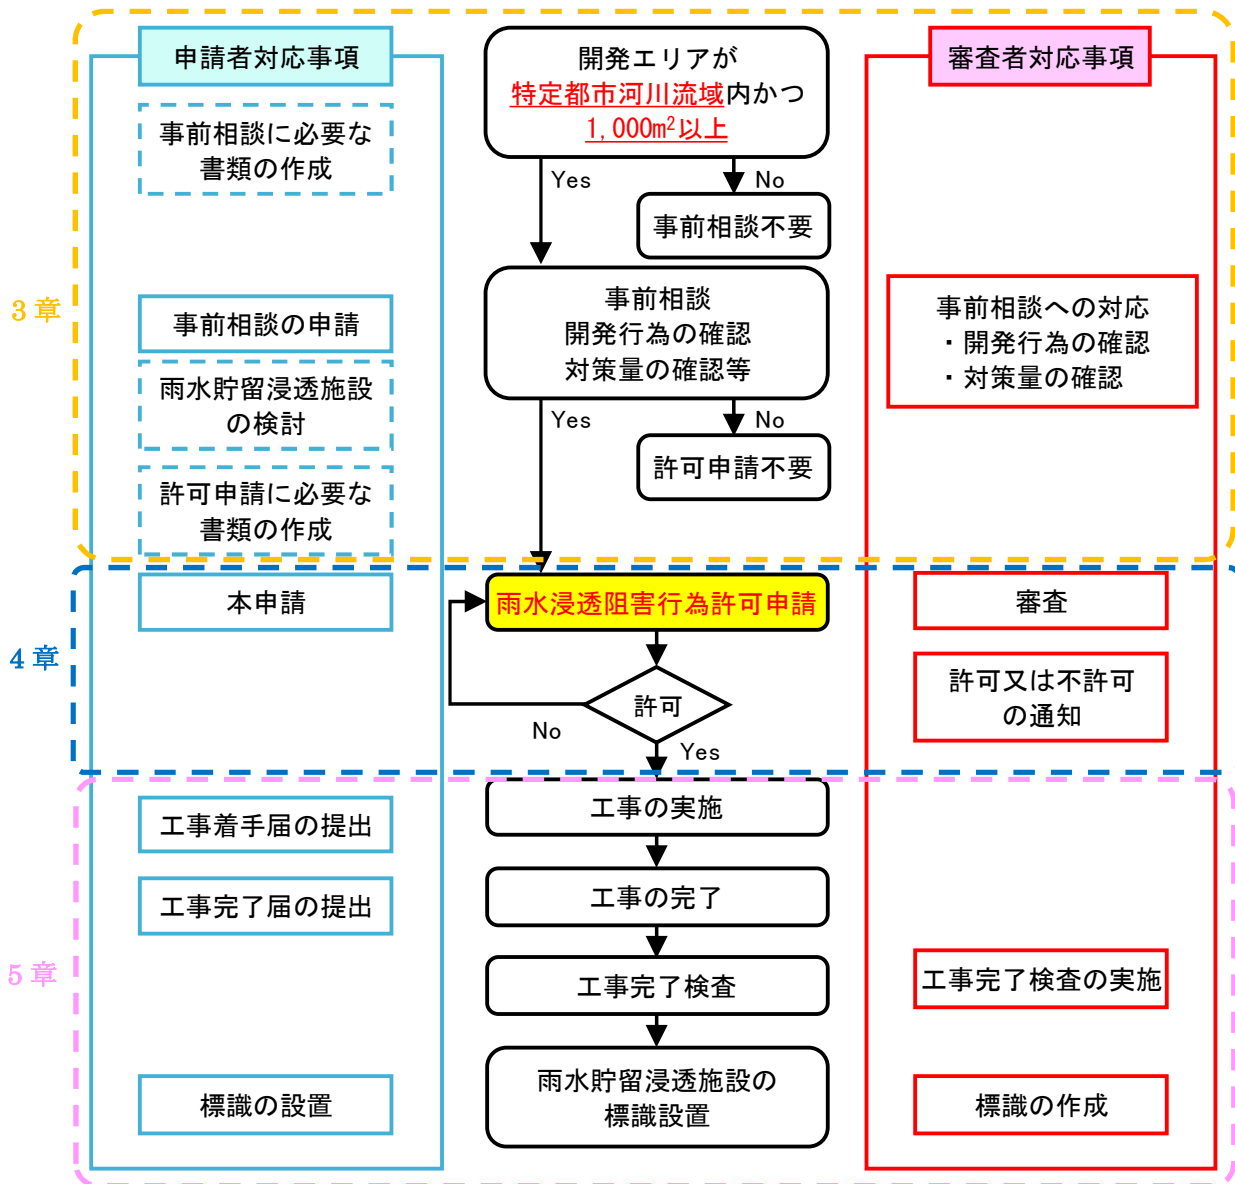 申請者対応事項
事前相談に必要な
書類の作成
事前相談の申請
雨水貯留浸透施設
の検討
許可申請に必要な
書類の作成
本申請
工事着手届の提出
工事完了届の提出
標識の設置
開発エリアが
特定都市河川流域内かつ
1,000m²以上
Yes
No
事前相談不要
事前相談
開発行為の確認
対策量の確認等
Yes
No
許可申請不要
雨水浸透阻害行為許可申請
許可
No
Yes
工事の実施
工事の完了
工事完了検査
雨水貯留浸透施設の
標識設置
審査者対応事項
事前相談への対応
・開発行為の確認
・対策量の確認
審査
許可又は不許可
の通知
工事完了検査の実施
標識の作成
3章
4章
5章